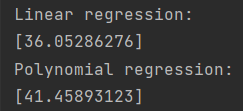 Linear regression:
[36.05286276]
Polynomial regression:
[41.45893123]